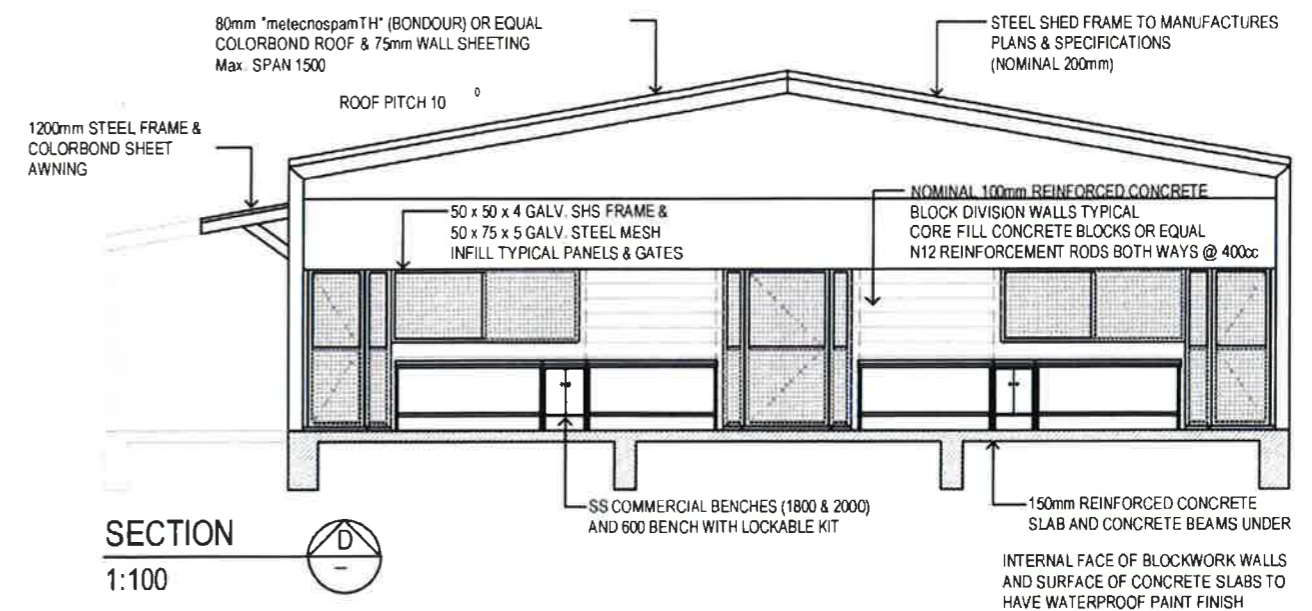 80mm "metecnospamTH" (BONDOUR) OR EQUAL
COLORBOND ROOF & 75mm WALL SHEETING
Max. SPAN 1500
STEEL SHED FRAME TO MANUFACTURES
PLANS & SPECIFICATIONS
(NOMINAL 200mm)
ROOF PITCH 10 °
1200mm STEEL FRAME &
COLORBOND SHEET
AWNING
50 x 50 x 4 GALV. SHS FRAME &
50 x 75 x 5 GALV. STEEL MESH
INFILL TYPICAL PANELS & GATES
NOMINAL 100mm REINFORCED CONCRETE
BLOCK DIVISION WALLS TYPICAL
CORE FILL CONCRETE BLOCKS OR EQUAL
N12 REINFORCEMENT RODS BOTH WAYS @ 400cc
SS COMMERCIAL BENCHES (1800 & 2000)
AND 600 BENCH WITH LOCKABLE KIT
150mm REINFORCED CONCRETE
SLAB AND CONCRETE BEAMS UNDER
INTERNAL FACE OF BLOCKWORK WALLS
AND SURFACE OF CONCRETE SLABS TO
HAVE WATERPROOF PAINT FINISH
SECTION
D
–
1:100